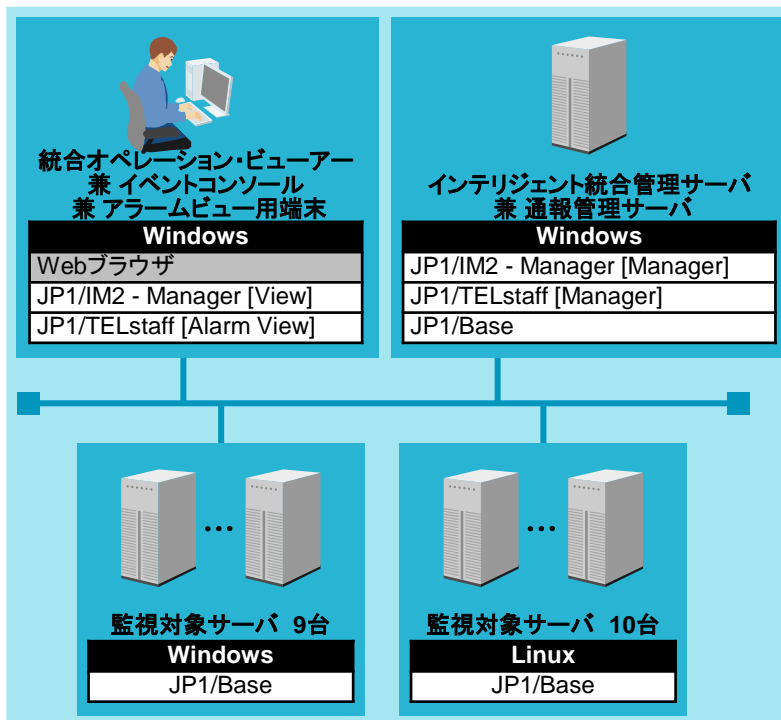 統合オペレーション・ビューアー
兼 イベントコンソール
兼 アラームビュー用端末
Windows
Webブラウザ
JP1/IM2 - Manager [View]
JP1/TELstaff [Alarm View]
インテリジェント統合管理サーバ
兼 通報管理サーバ
Windows
JP1/IM2 - Manager [Manager]
JP1/TELstaff [Manager]
JP1/Base
…
監視対象サーバ 9台
Windows
JP1/Base
…
監視対象サーバ 10台
Linux
JP1/Base